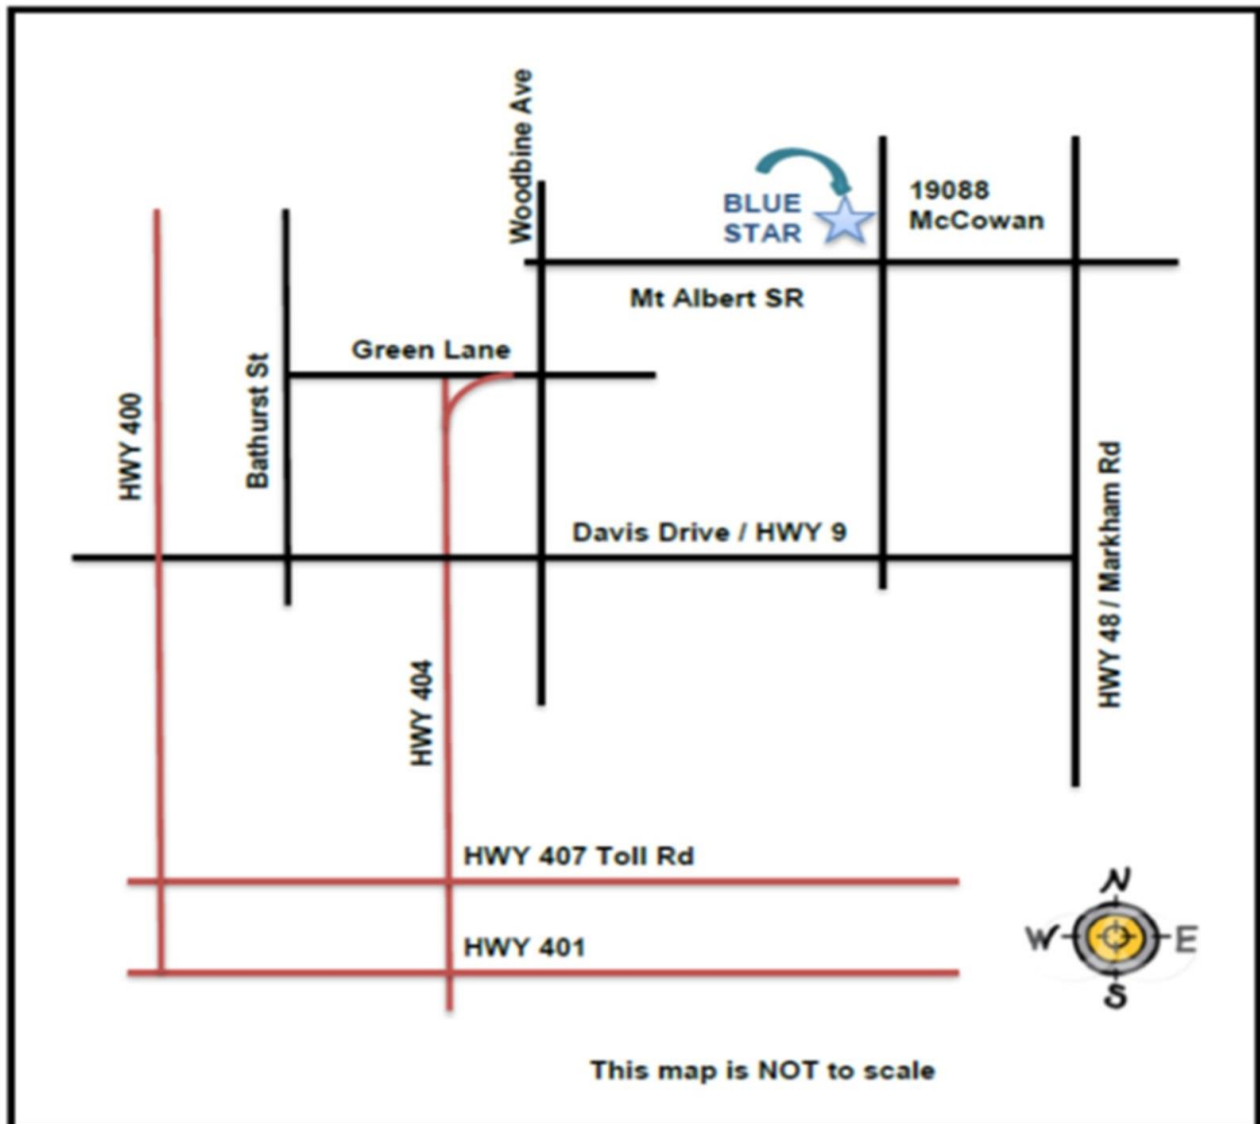 Woodbine Ave
BLUE
STAR
19088
McCowan
Mt Albert SR
Green Lane
Bathurst St
HWY 400
Davis Drive / HWY 9
HWY 48 / Markham Rd
HWY 404
HWY 407 Toll Rd
HWY 401
N
W E
S
This map is NOT to scale